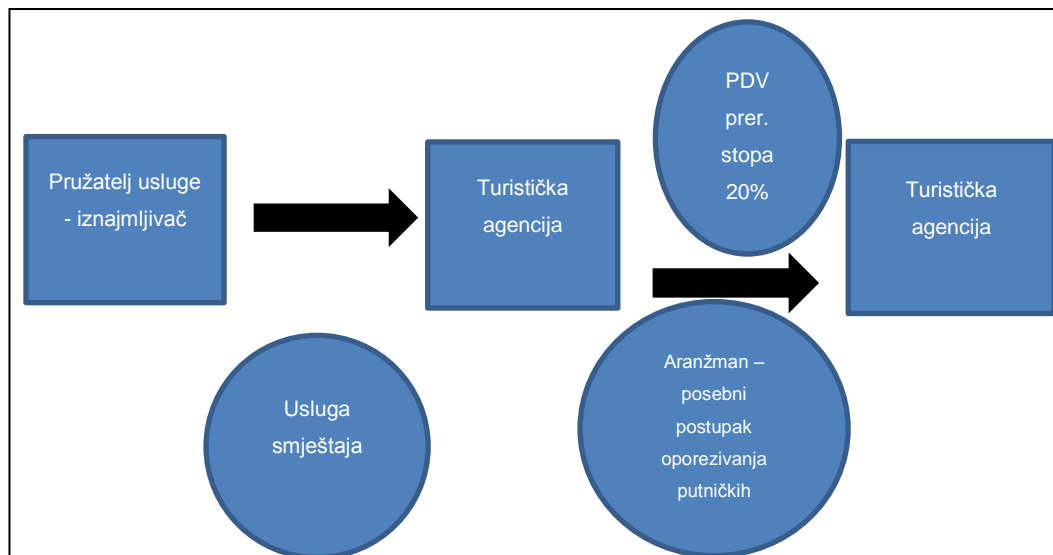 Pružatelj usluge
- iznajmljivač
Usluga
smještaja
Turistička
agencija
PDV
prer.
stopa
20%
Aranžman –
posebni
postupak
oporezivanja
putničkih
Turistička
agencija